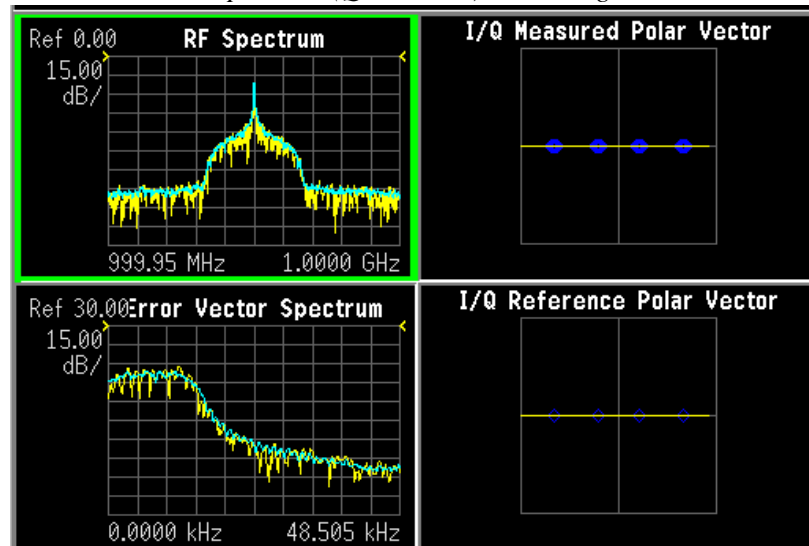 Ref 0.00 RF Spectrum
15.00
dB/
999.95 MHz 1.0000 GHz
I/Q Measured Polar Vector
Ref 30.00 Error Vector Spectrum
15.00
dB/
0.0000 kHz 48.505 kHz
I/Q Reference Polar Vector